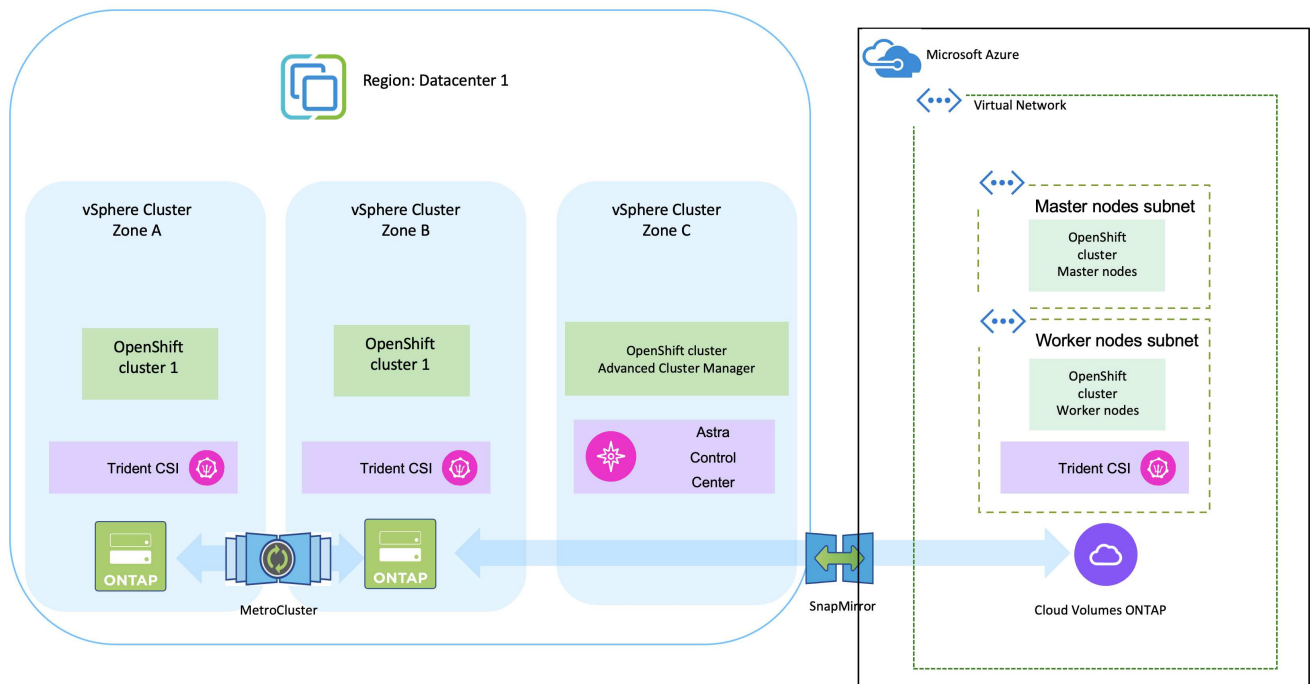 Region: Datacenter 1
vSphere Cluster
Zone A
OpenShift
cluster 1
Trident CSI
ONTAP
MetroCluster
vSphere Cluster
Zone B
OpenShift
cluster 1
Trident CSI
ONTAP
vSphere Cluster
Zone C
OpenShift cluster
Advanced Cluster Manager
Astra
Control
Center
SnapMirror
Microsoft Azure
Virtual Network
Master nodes subnet
OpenShift
cluster
Master nodes
Worker nodes subnet
OpenShift
cluster
Worker nodes
Trident CSI
Cloud Volumes ONTAP